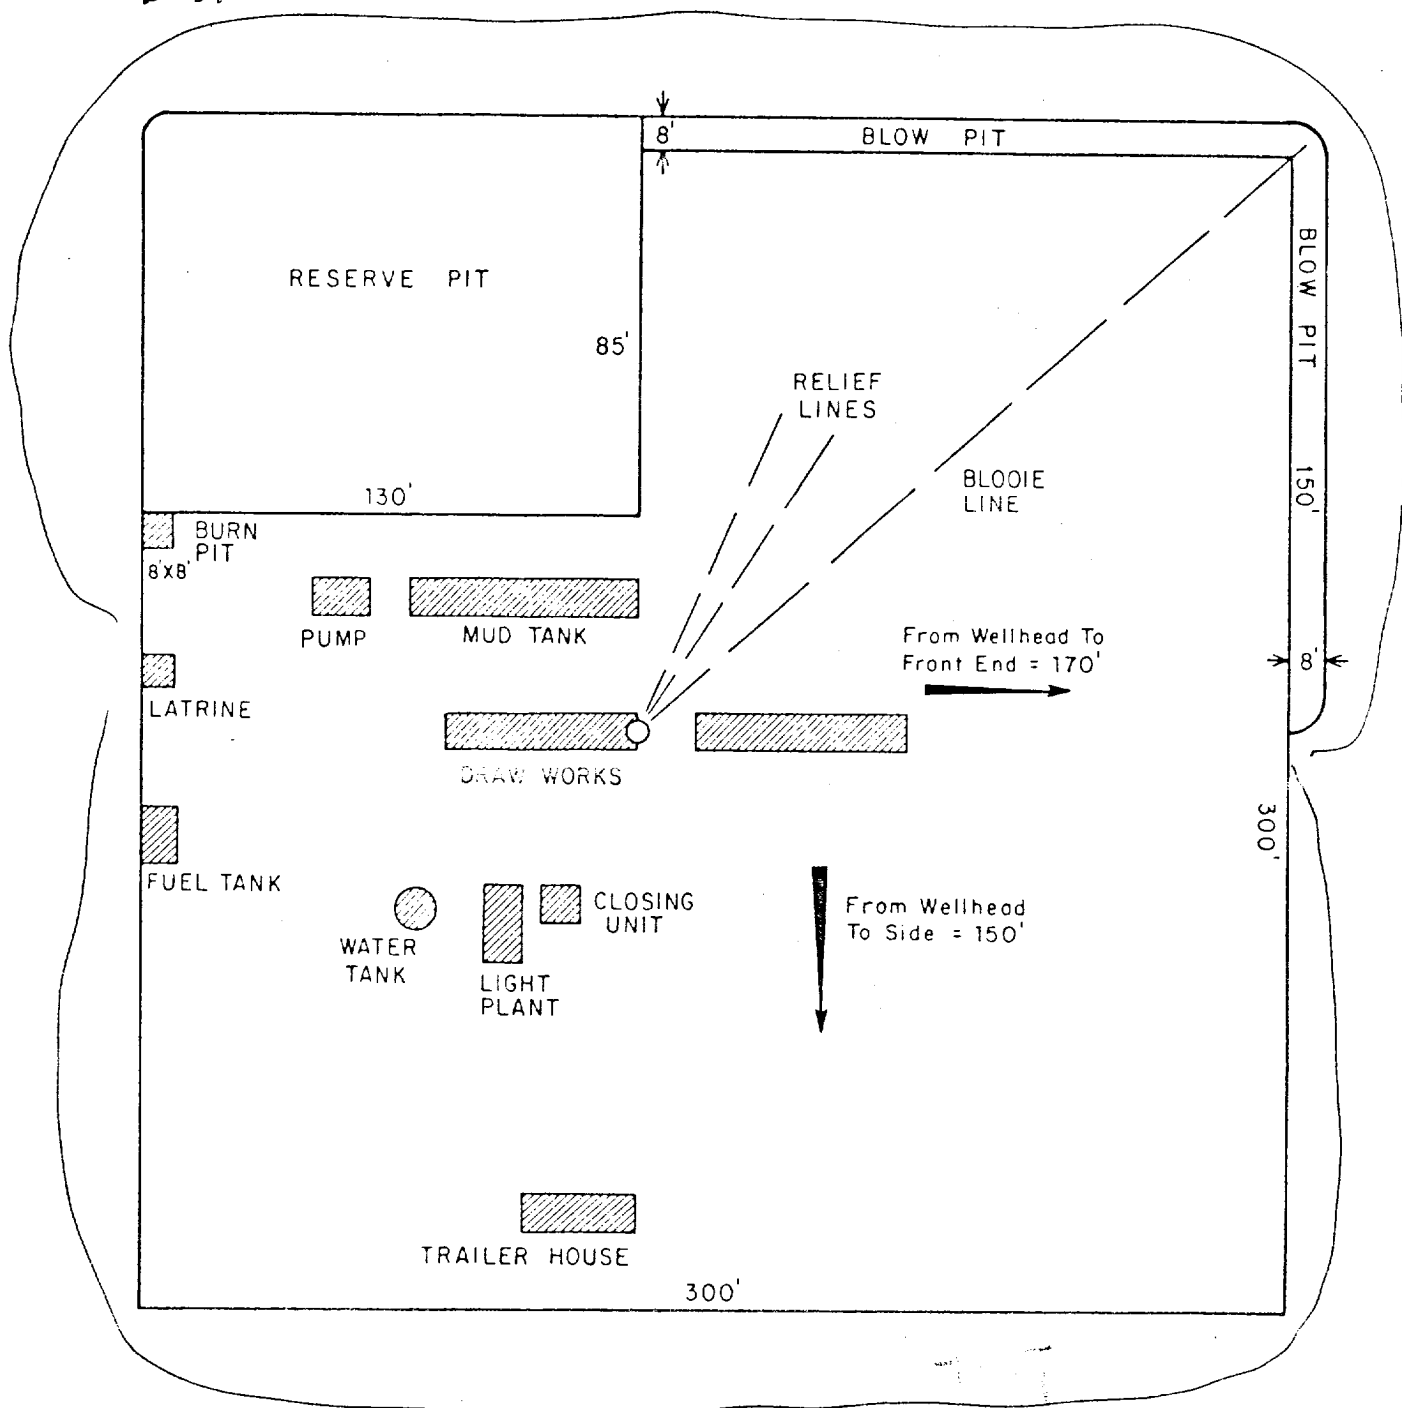 8'
BLOW PIT
BLOW PIT
RESERVE PIT
85'
RELIEF
LINES
BLOOIE
LINE
150'
130'
BURN
PIT
8'X8'
PUMP
MUD TANK
From Wellhead To
Front End = 170'
8'
LATRINE
DRAW WORKS
300'
FUEL TANK
CLOSING
UNIT
From Wellhead
To Side = 150'
WATER
TANK
LIGHT
PLANT
TRAILER HOUSE
300'